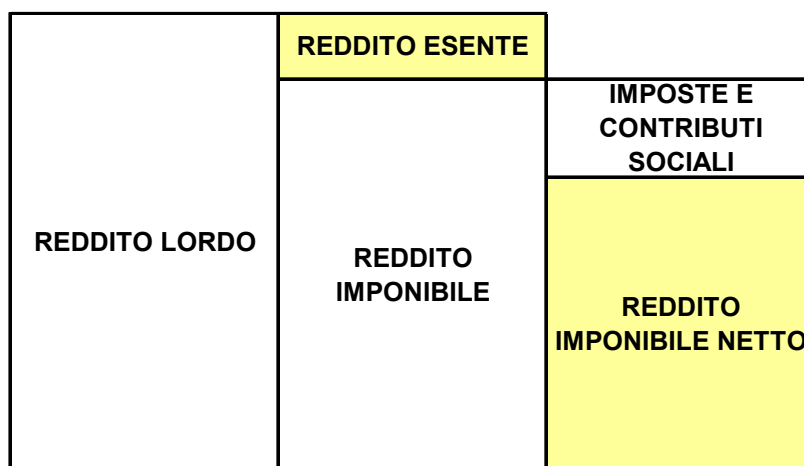 REDDITO ESENTE
IMPOSTE E
CONTRIBUTI
SOCIALI
REDDITO LORDO
REDDITO
IMPONIBILE
REDDITO
IMPONIBILE NETTO